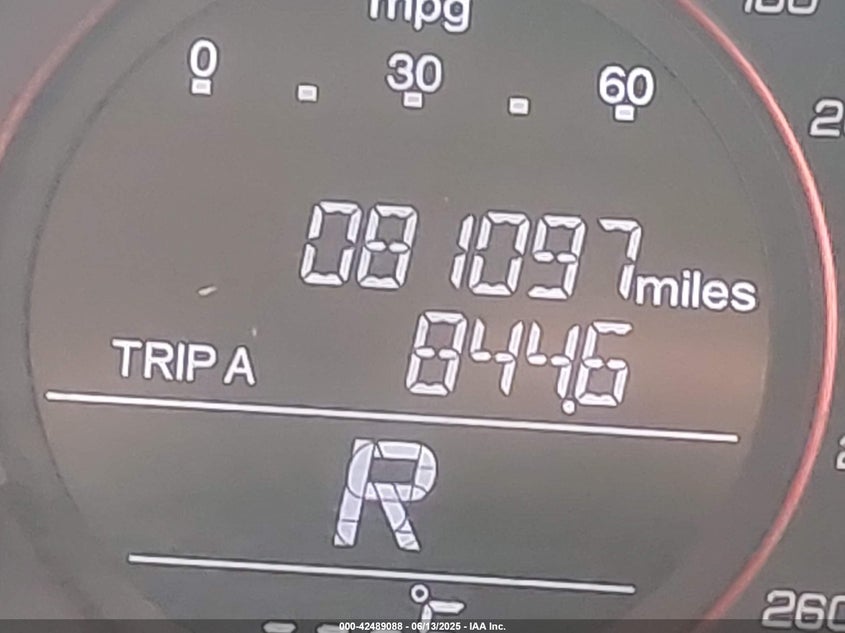 mpg
0 30 60
081097 miles
TRIP A 844.6
R
°F
260
000-42489088 - 06/13/2025 - IAA Inc.